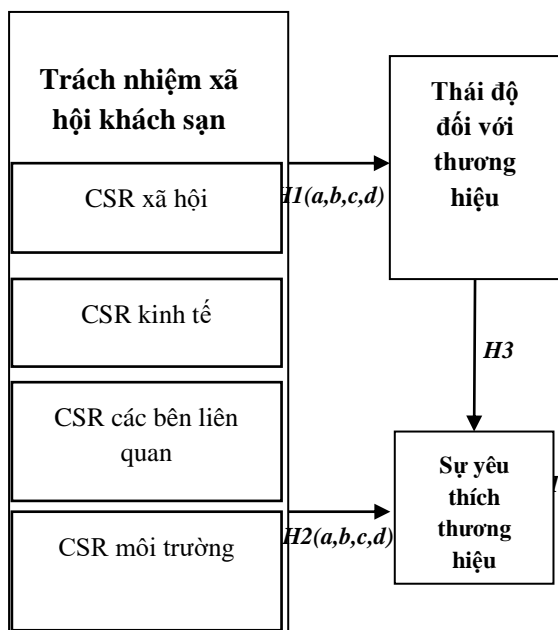 Trách nhiệm xã
hội khách sạn
CSR xã hội
CSR kinh tế
CSR các bên liên
quan
CSR môi trường
H1(a,b,c,d)
H2(a,b,c,d)
Thái độ
đối với
thương
hiệu
H3
Sự yêu
thích
thương
hiệu